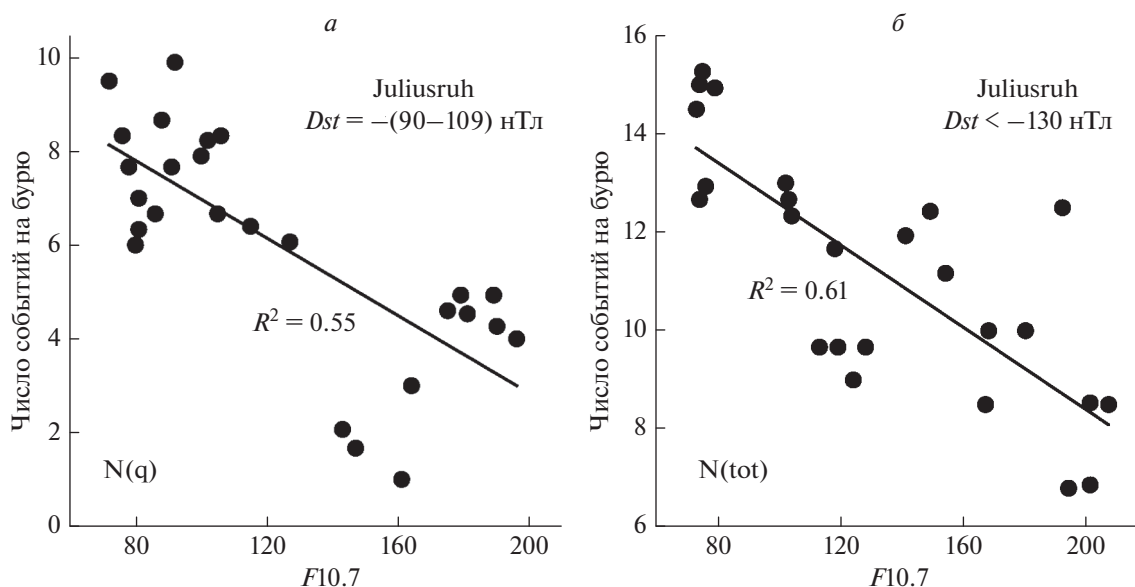 а
Число событий на бурю
10
8
6
4
2
0
Juliusruh
Dst = −(90–109) нТл
R² = 0.55
N(q)
80 120 160 200
F10.7
б
Число событий на бурю
16
14
12
10
8
6
Juliusruh
Dst < −130 нТл
R² = 0.61
N(tot)
80 120 160 200
F10.7